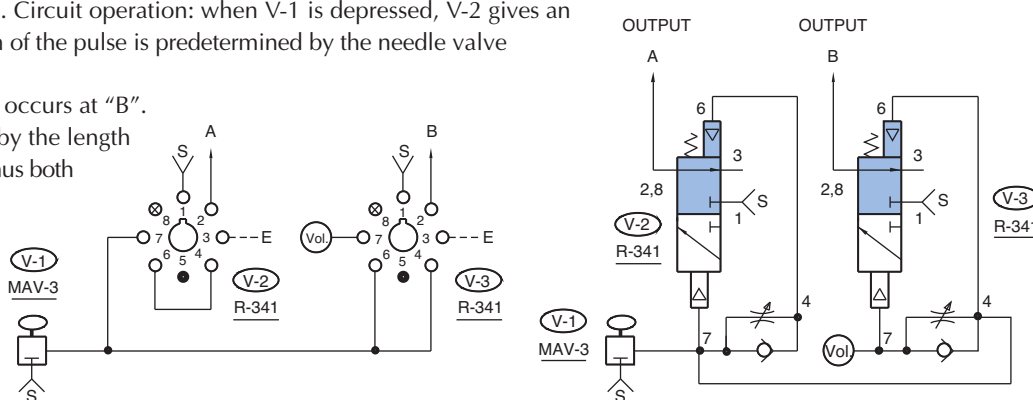 . Circuit operation: when V-1 is depressed, V-2 gives an
n of the pulse is predetermined by the needle valve
occurs at “B”.
by the length
us both
A
S
1
8
2
7
3
E
6
5
4
V-2
R-341
V-1
MAV-3
S
B
S
1
8
2
Vol.
7
3
E
6
5
4
V-3
R-341
OUTPUT
A
6
3
2,8
S
1
V-2
R-341
V-1
MAV-3
S
7
4
OUTPUT
B
6
3
2,8
S
1
V-3
R-341
Vol.
7
4